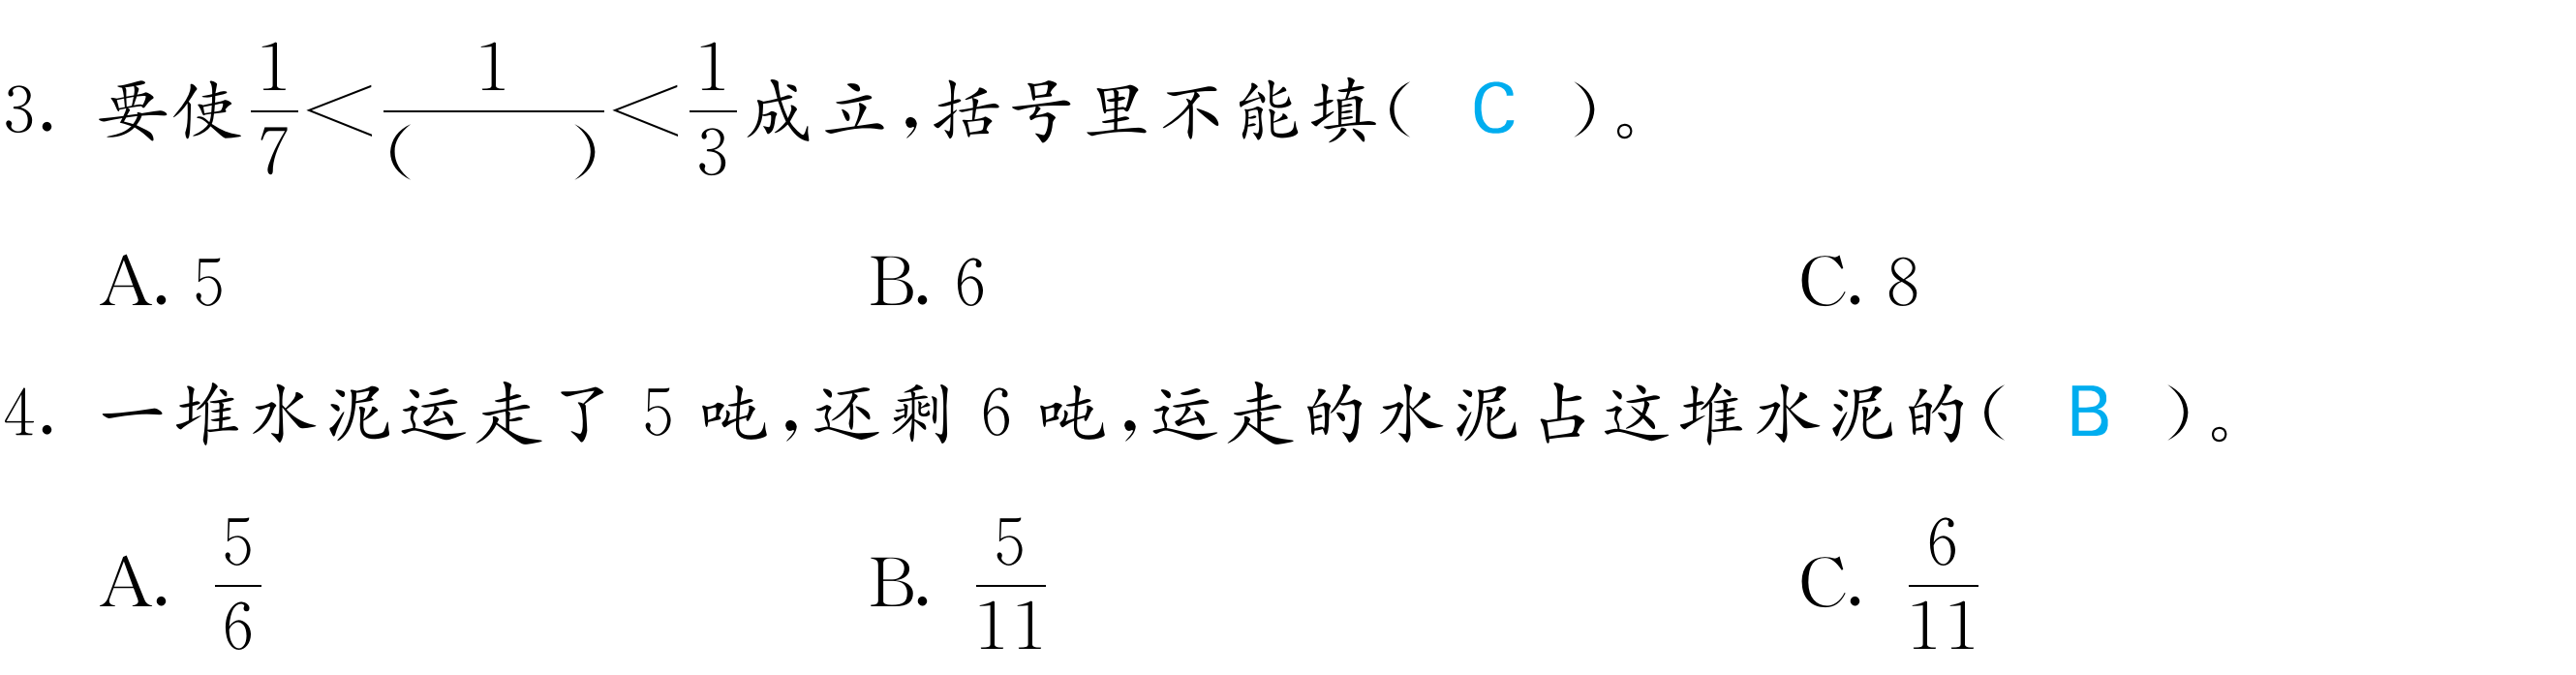 3. 要使1/7<1/(  )<1/3成立,括号里不能填( C )。
A. 5  B. 6  C. 8
4. 一堆水泥运走了 5 吨,还剩 6 吨,运走的水泥占这堆水泥的( B )。
A. 5/6  B. 5/11  C. 6/11